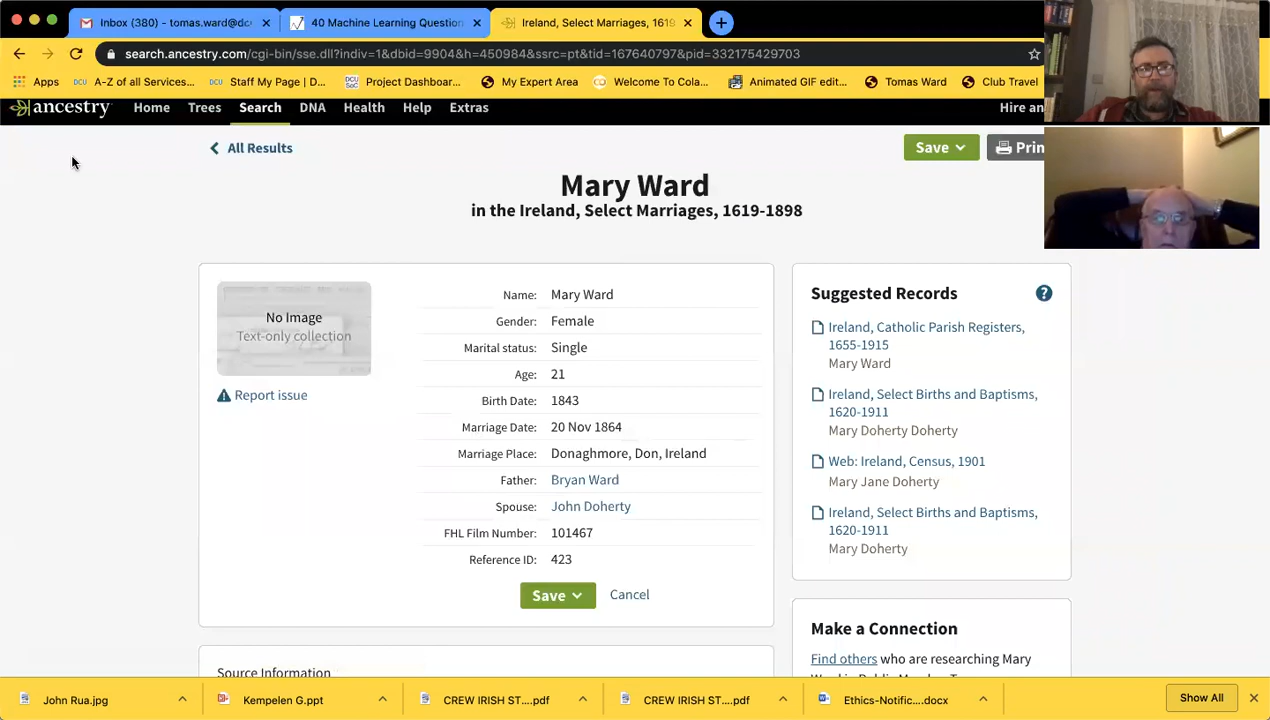 Inbox (380) - tomas.ward@dc
40 Machine Learning Question
Ireland, Select Marriages, 1619
search.ancestry.com/cgi-bin/sse.dll?indiv=1&dbid=9904&h=450984&ssrc=pt&tid=167640797&pid=332175429703
Apps
DCU A-Z of all Services...
DCU Staff My Page | D...
DCU Project Dashboar...
My Expert Area
Welcome To Cola...
Animated GIF edit...
Tomas Ward
Club Travel
ancestry Home Trees Search DNA Health Help Extras Hire an
All Results
Save
Prin
Mary Ward
in the Ireland, Select Marriages, 1619-1898
No Image
Text-only collection
Report issue
Name: Mary Ward
Gender: Female
Marital status: Single
Age: 21
Birth Date: 1843
Marriage Date: 20 Nov 1864
Marriage Place: Donaghmore, Don, Ireland
Father: Bryan Ward
Spouse: John Doherty
FHL Film Number: 101467
Reference ID: 423
Save Cancel
Source Information
Suggested Records ?
Ireland, Catholic Parish Registers,
1655-1915
Mary Ward
Ireland, Select Births and Baptisms,
1620-1911
Mary Doherty Doherty
Web: Ireland, Census, 1901
Mary Jane Doherty
Ireland, Select Births and Baptisms,
1620-1911
Mary Doherty
Make a Connection
Find others who are researching Mary
John Rua.jpg
Kempelen G.ppt
CREW IRISH ST....pdf
CREW IRISH ST....pdf
Ethics-Notific....docx
Show All